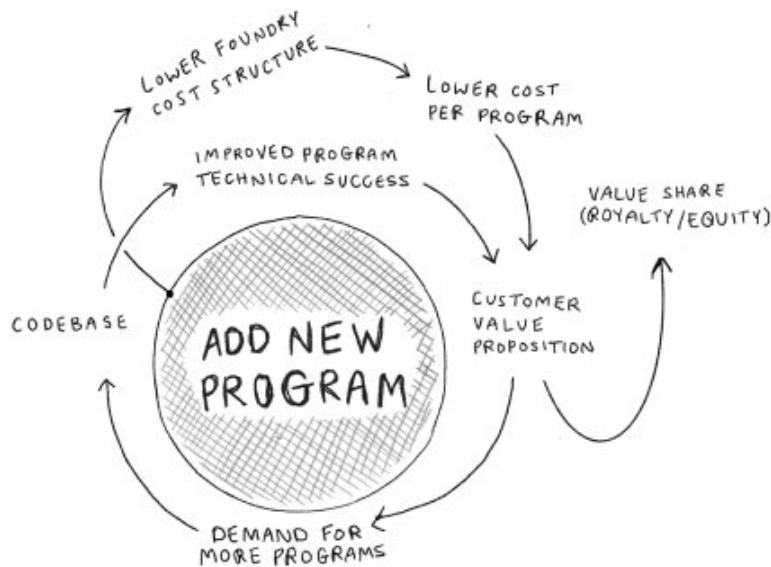 LOWER FOUNDRY
COST STRUCTURE
LOWER COST
PER PROGRAM
IMPROVED PROGRAM
TECHNICAL SUCCESS
VALUE SHARE
(ROYALTY/EQUITY)
CODEBASE
ADD NEW
PROGRAM
CUSTOMER
VALUE
PROPOSITION
DEMAND FOR
MORE PROGRAMS